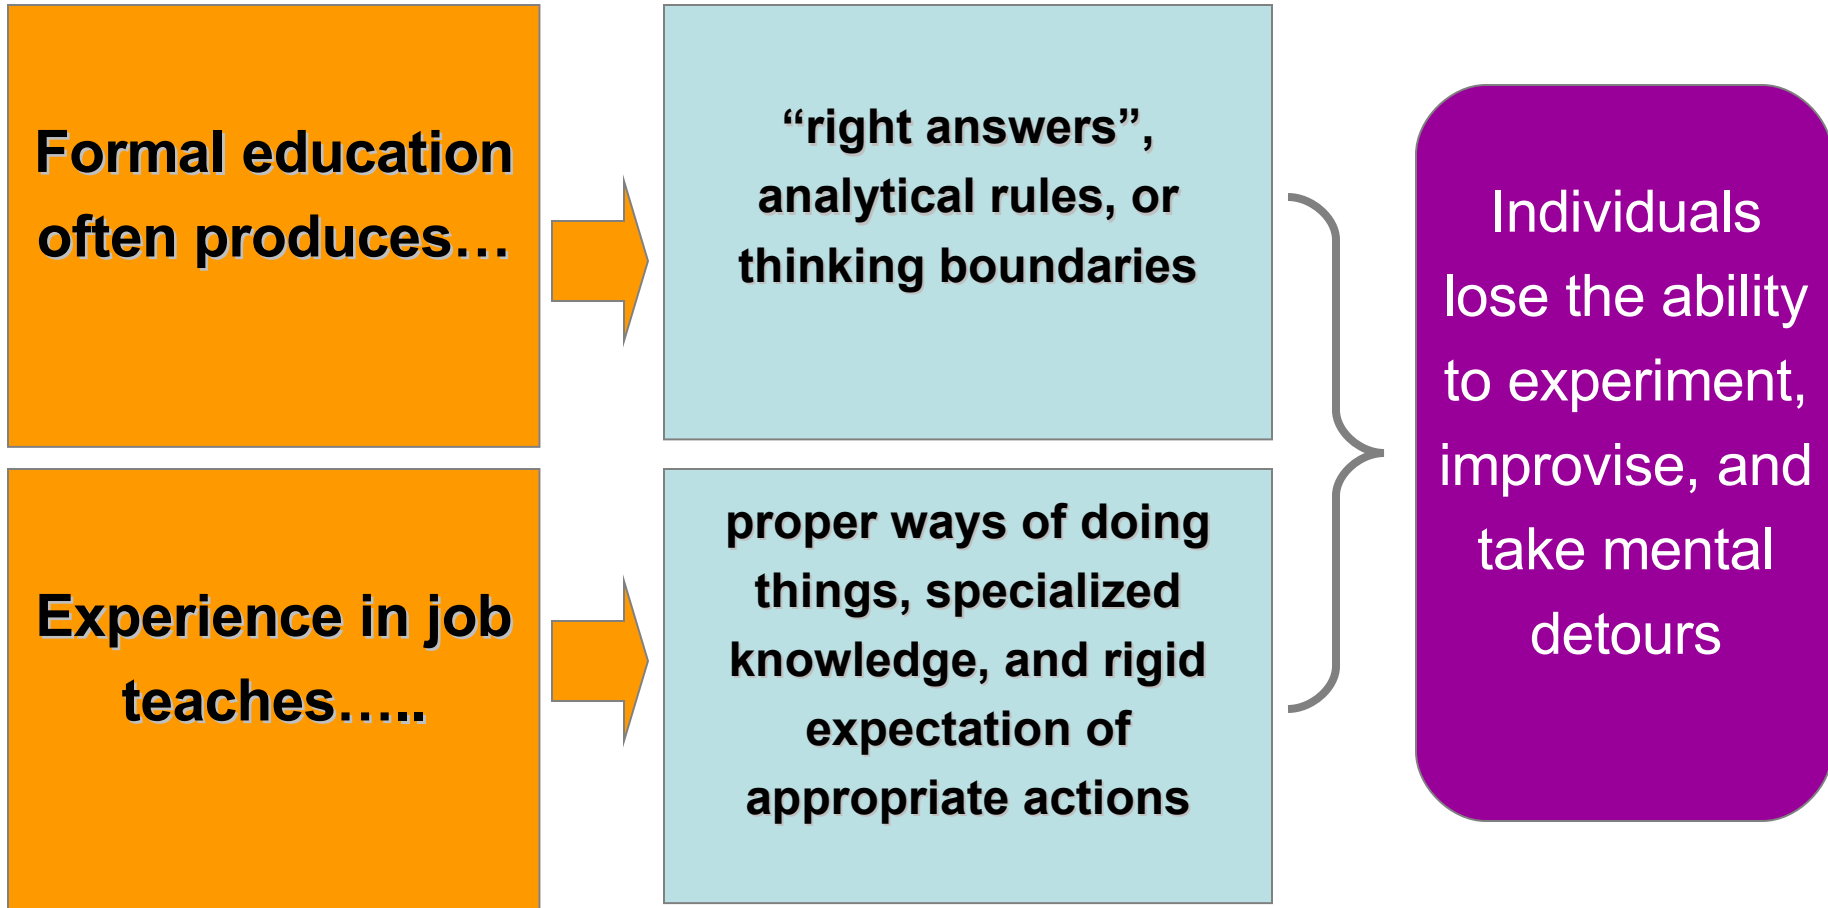 Formal education
often produces…
“right answers”,
analytical rules, or
thinking boundaries
Experience in job
teaches…..
proper ways of doing
things, specialized
knowledge, and rigid
expectation of
appropriate actions
Individuals
lose the ability
to experiment,
improvise, and
take mental
detours